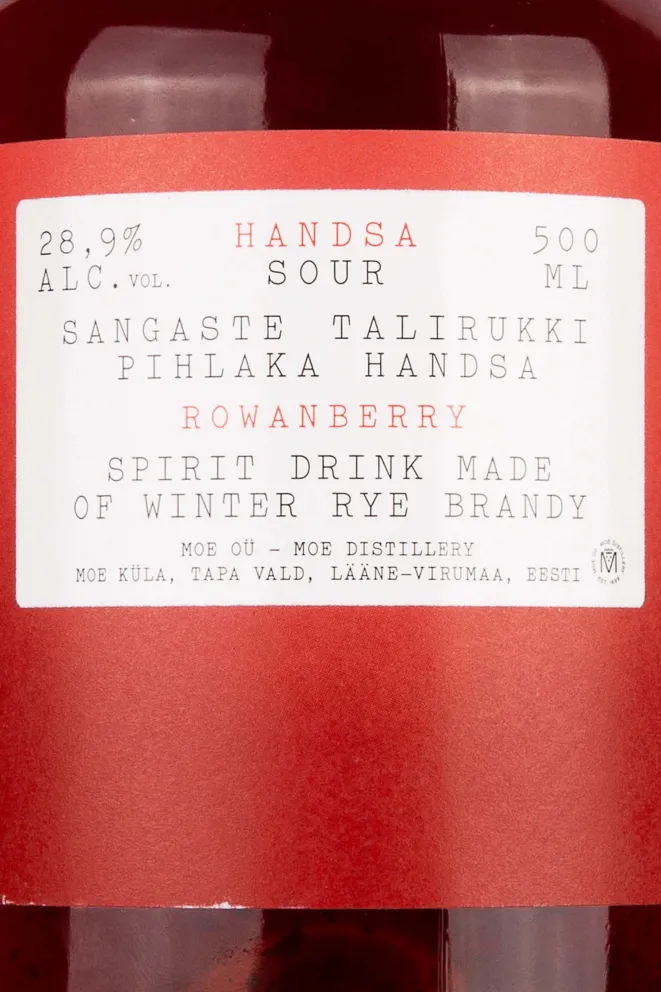 28,9% HANDSA 500
ALC. VOL. SOUR ML
SANGASTE TALIRUKKI
PIHLAKA HANDSA
ROWANBERRY
SPIRIT DRINK MADE
OF WINTER RYE BRANDY
MOE OÜ – MOE DISTILLERY
MOE KÜLA, TAPA VALD, LÄÄNE-VIRUMAA, EESTI
M